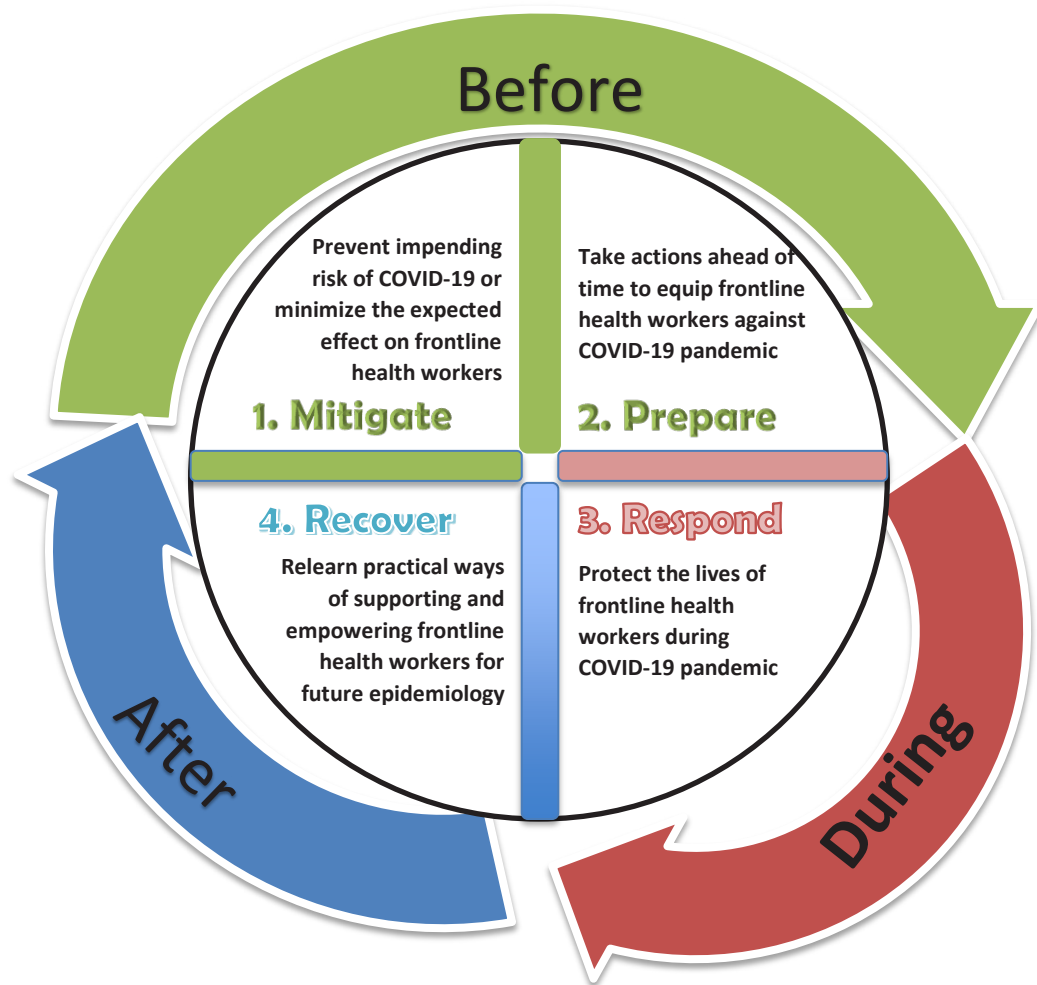 Before
Prevent impending
risk of COVID-19 or
minimize the expected
effect on frontline
health workers
1. Mitigate
Take actions ahead of
time to equip frontline
health workers against
COVID-19 pandemic
2. Prepare
4. Recover
Relearn practical ways
of supporting and
empowering frontline
health workers for
future epidemiology
3. Respond
Protect the lives of
frontline health
workers during
COVID-19 pandemic
After
During